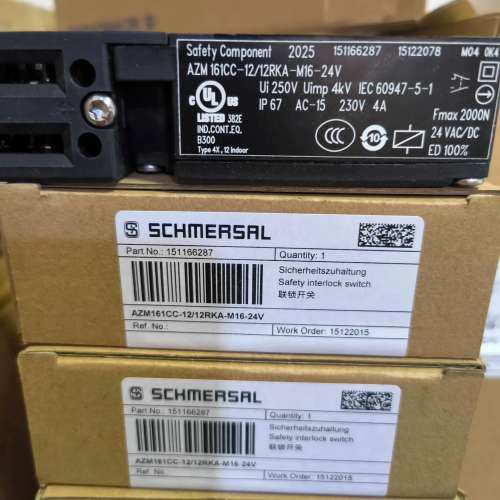 Safety Component 2025 151166287 15122078 M04 0K4
AZM 161CC-12/12RKA-M16-24V
Ui 250V Uimp 4kV IEC 60947-5-1
IP 67 AC-15 230V 4A
Fmax 2000N
24 VAC/DC
ED 100%
C UL US
LISTED 382E
IND.CONT.EQ.
B300
Type 4X, 12 Indoor
CCC
10
SCHMERSAL
Part No.: 151166287
Quantity: 1
Sicherheitszuhaltung
Safety interlock switch
联锁开关
AZM161CC-12/12RKA-M16-24V
Ref. No.:
Work Order: 15122015
SCHMERSAL
Part No.: 151166287
Quantity: 1
Sicherheitszuhaltung
Safety interlock switch
联锁开关
AZM161CC-12/12RKA-M16-24V
Ref. No.:
Work Order: 15122015